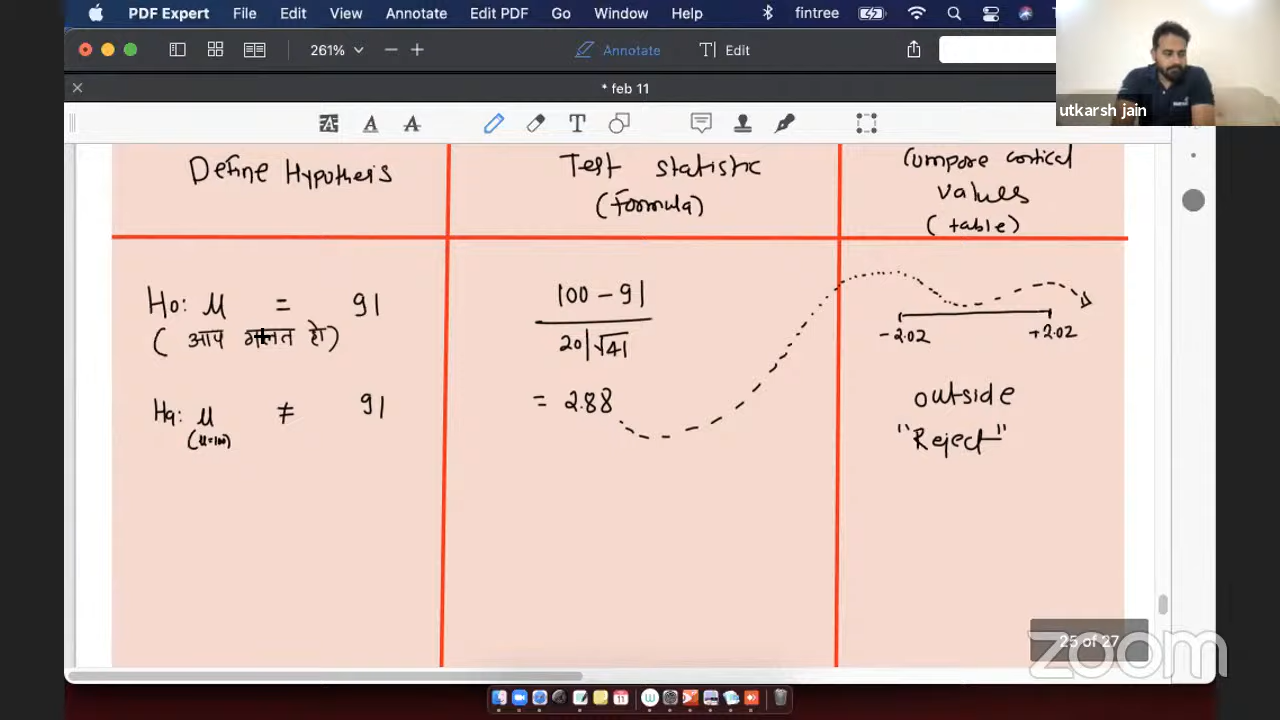 PDF Expert File Edit View Annotate Edit PDF Go Window Help fintree
261% Annotate Edit
* feb 11
utkarsh jain
Define Hypothesis
Test statistic
(Formula)
Compare critical
values
(table)
Ho: μ = 91
(आप गलत हो)
Ha: μ ≠ 91
(μ=100)
100 - 91
20/√41
= 2.88
-2.02 +2.02
outside
"Reject"
25 of 27
zoom